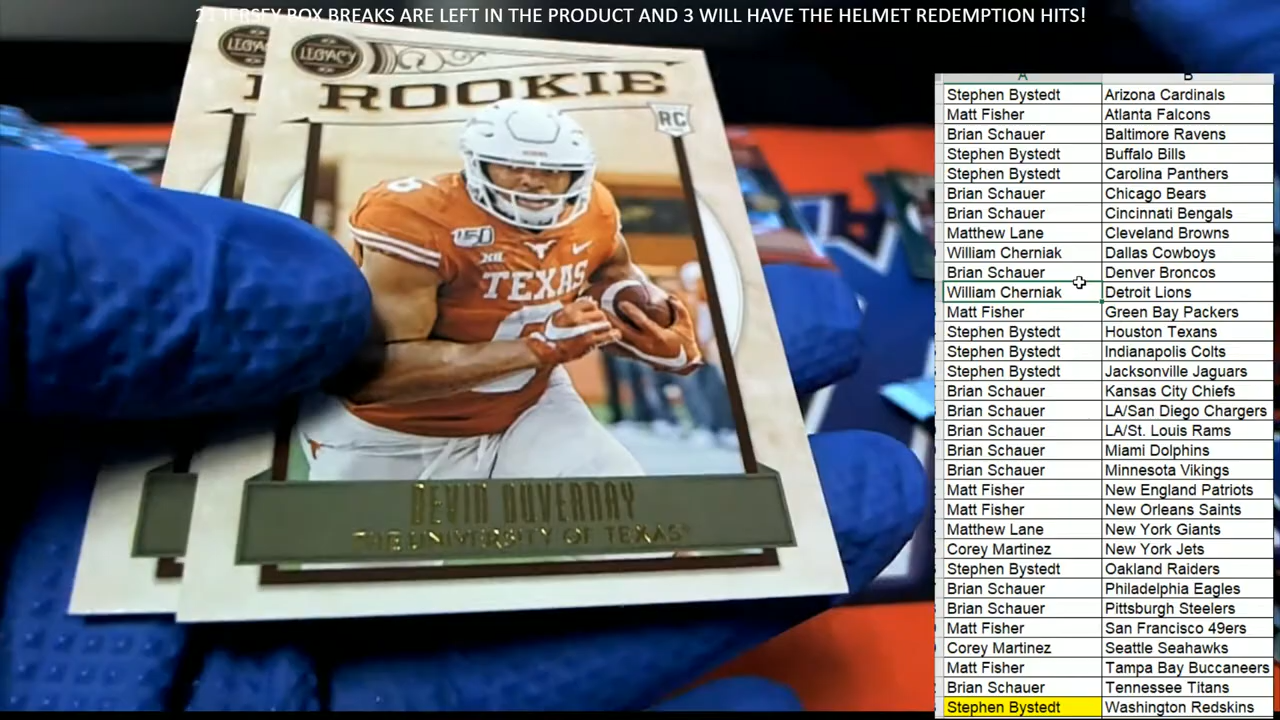 21 JERSEY BOX BREAKS ARE LEFT IN THE PRODUCT AND 3 WILL HAVE THE HELMET REDEMPTION HITS!
LEGACY
LEGACY
ROOKIE
RC
6
150
XII
TEXAS
6
DEVIN DUVERNAY
THE UNIVERSITY OF TEXAS
A B
Stephen Bystedt Arizona Cardinals
Matt Fisher Atlanta Falcons
Brian Schauer Baltimore Ravens
Stephen Bystedt Buffalo Bills
Stephen Bystedt Carolina Panthers
Brian Schauer Chicago Bears
Brian Schauer Cincinnati Bengals
Matthew Lane Cleveland Browns
William Cherniak Dallas Cowboys
Brian Schauer Denver Broncos
William Cherniak Detroit Lions
Matt Fisher Green Bay Packers
Stephen Bystedt Houston Texans
Stephen Bystedt Indianapolis Colts
Stephen Bystedt Jacksonville Jaguars
Brian Schauer Kansas City Chiefs
Brian Schauer LA/San Diego Chargers
Brian Schauer LA/St. Louis Rams
Brian Schauer Miami Dolphins
Brian Schauer Minnesota Vikings
Matt Fisher New England Patriots
Matt Fisher New Orleans Saints
Matthew Lane New York Giants
Corey Martinez New York Jets
Stephen Bystedt Oakland Raiders
Brian Schauer Philadelphia Eagles
Brian Schauer Pittsburgh Steelers
Matt Fisher San Francisco 49ers
Corey Martinez Seattle Seahawks
Matt Fisher Tampa Bay Buccaneers
Brian Schauer Tennessee Titans
Stephen Bystedt Washington Redskins